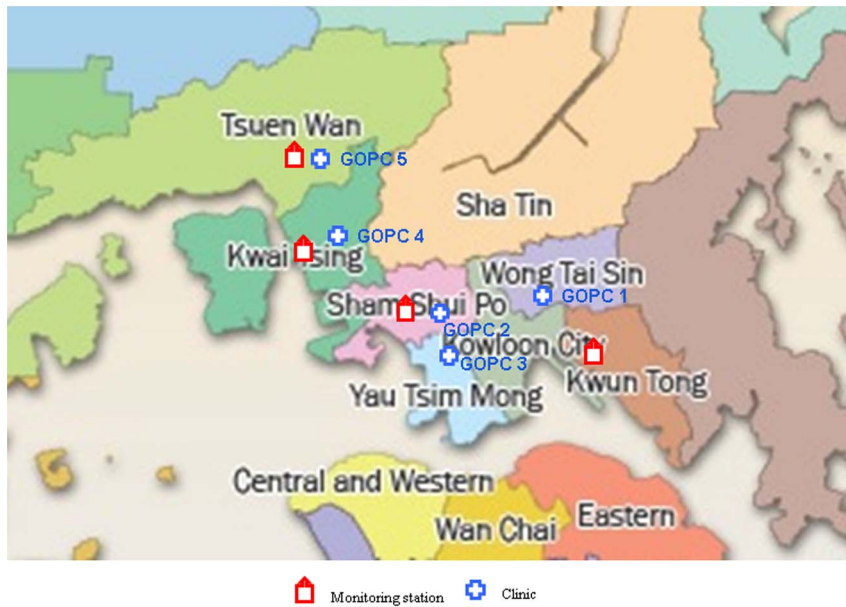 Tsuen Wan
GOPC 5
Sha Tin
GOPC 4
Kwai Tsing
Wong Tai Sin
GOPC 1
Sham Shui Po
GOPC 2
Kowloon City
GOPC 3
Kwun Tong
Yau Tsim Mong
Central and Western
Eastern
Wan Chai
Monitoring station
Clinic